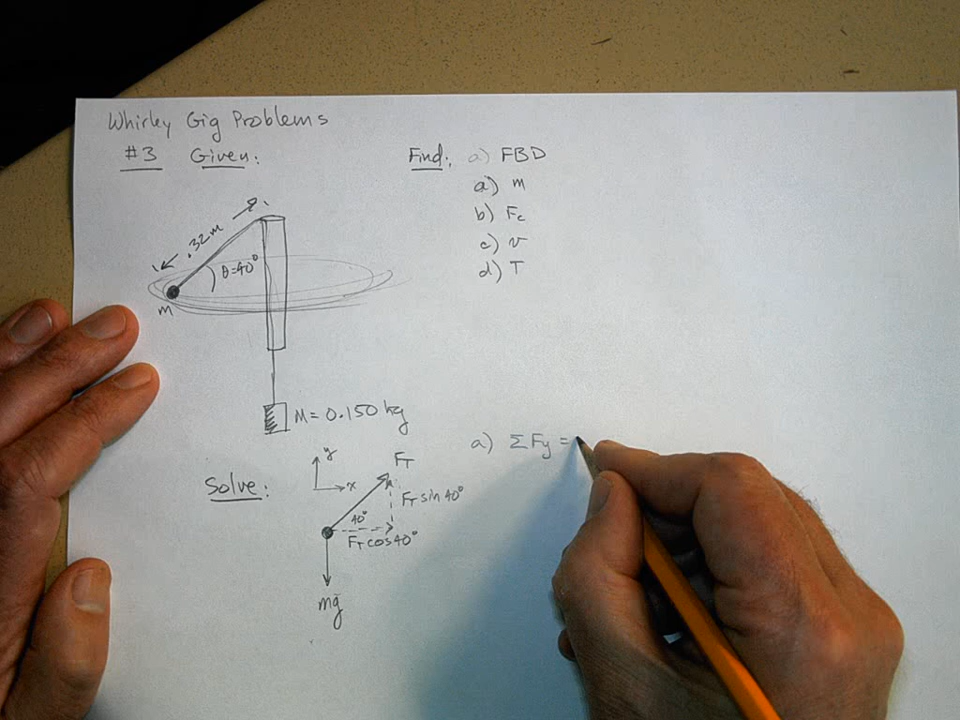 Whirley Gig Problems
#3 Given:
.32m
θ=40°
m
M = 0.150 kg
Find: a) FBD
a) m
b) Fc
c) v
d) T
Solve:
y
x
FT
40°
FT sin 40°
FT cos 40°
mg
a) ΣFy =